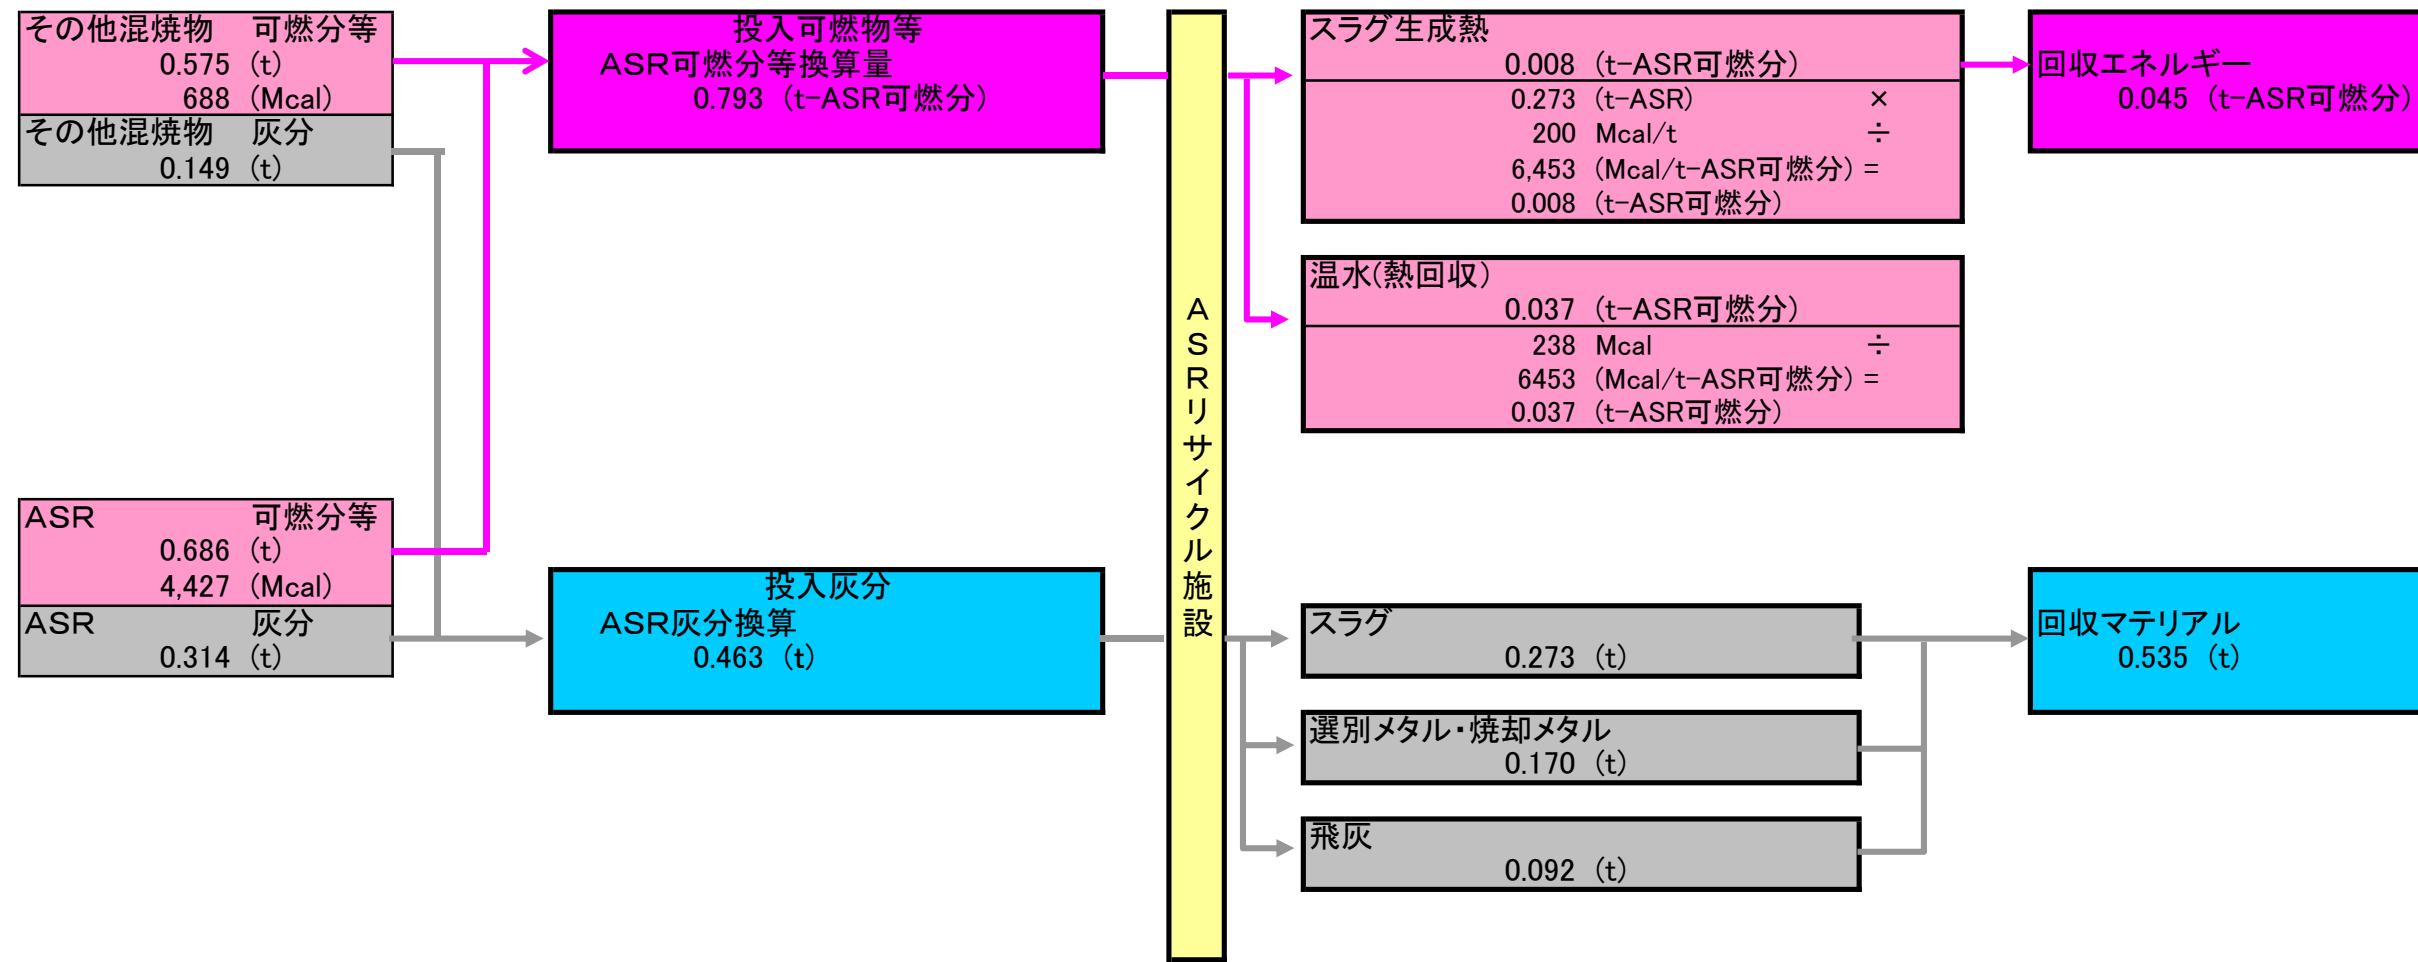 その他混焼物 可燃分等
0.575 (t)
688 (Mcal)
その他混焼物 灰分
0.149 (t)
ASR 可燃分等
0.686 (t)
4,427 (Mcal)
ASR 灰分
0.314 (t)
投入可燃物等
ASR可燃分等換算量
0.793 (t-ASR可燃分)
投入灰分
ASR灰分換算
0.463 (t)
ASRリサイクル施設
スラグ生成熱
0.008 (t-ASR可燃分)
0.273 (t-ASR) ×
200 Mcal/t ÷
6,453 (Mcal/t-ASR可燃分) =
0.008 (t-ASR可燃分)
温水(熱回収)
0.037 (t-ASR可燃分)
238 Mcal ÷
6453 (Mcal/t-ASR可燃分) =
0.037 (t-ASR可燃分)
スラグ
0.273 (t)
選別メタル・焼却メタル
0.170 (t)
飛灰
0.092 (t)
回収エネルギー
0.045 (t-ASR可燃分)
回収マテリアル
0.535 (t)